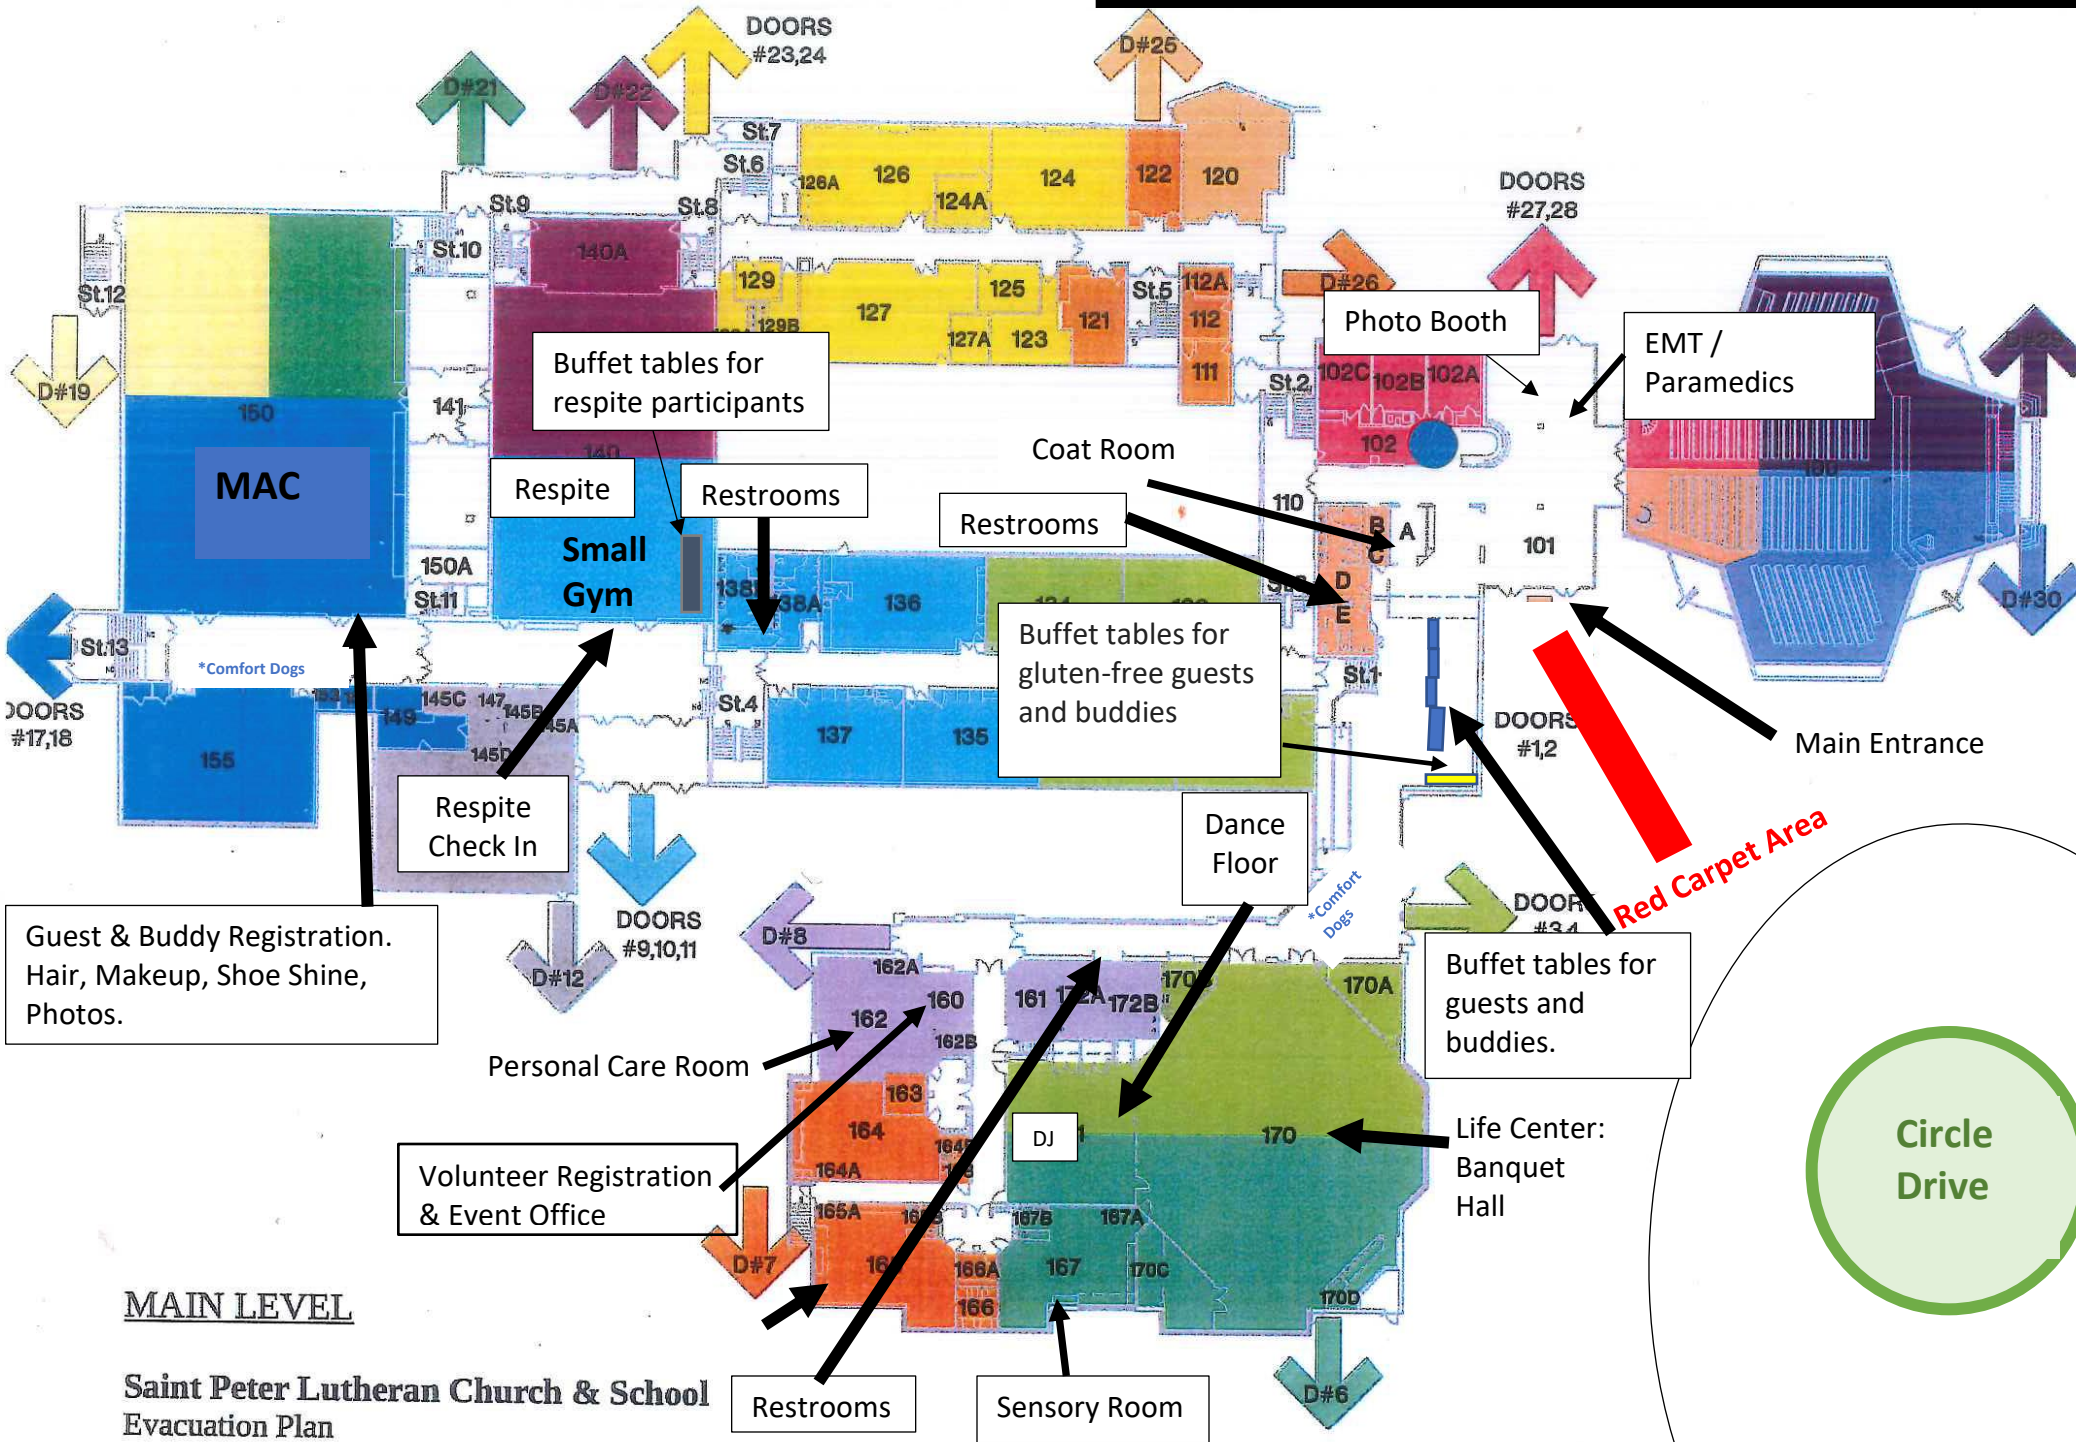 DOORS
#23,24
D#25
D#21
D#22
St.7
St.6
126A
126
124A
124
122
120
DOORS
#27,28
St.9
St.8
St.10
140A
St.12
129
129B
127
125
127A
123
121
St.5
112A
112
111
D#26
D#29
Photo Booth
EMT /
Paramedics
Buffet tables for
respite participants
D#19
150
141
140
St.2
102C
102B
102A
102
MAC
Respite
Restrooms
Coat Room
Restrooms
110
B
C
A
101
Small
Gym
150A
St.11
138A
136
D
E
D#30
St.13
*Comfort Dogs
Buffet tables for
gluten-free guests
and buddies
St.1
DOORS
#17,18
145C
147
145B
145A
149
145D
155
St.4
137
135
DOORS
#1,2
Main Entrance
Respite
Check In
Dance
Floor
Red Carpet Area
*Comfort
Dogs
Guest & Buddy Registration.
Hair, Makeup, Shoe Shine,
Photos.
DOORS
#9,10,11
D#12
D#8
#3,4
Buffet tables for
guests and
buddies.
162A
160
162
162B
161
172A
172B
170A
Personal Care Room
163
164
164A
DJ
170
Life Center:
Banquet
Hall
Circle
Drive
Volunteer Registration
& Event Office
165A
167B
167A
D#7
166A
166
167
170C
170D
MAIN LEVEL
D#6
Saint Peter Lutheran Church & School
Evacuation Plan
Restrooms
Sensory Room